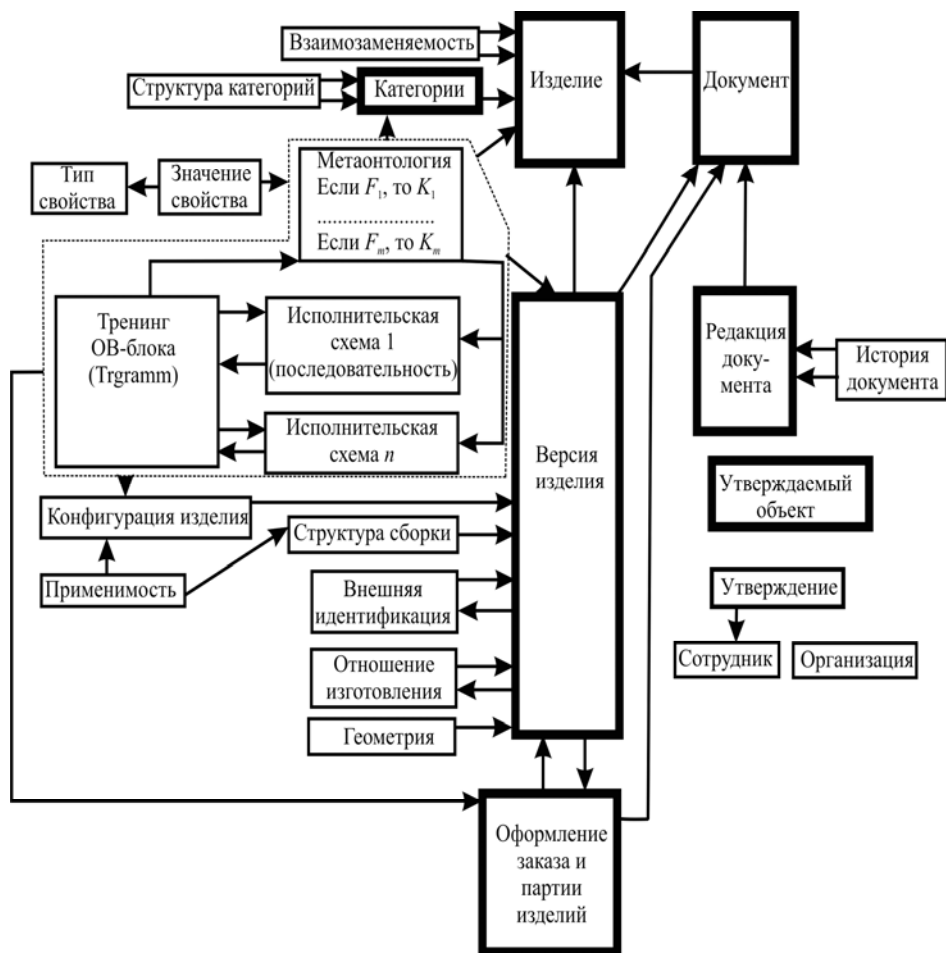 Взаимозаменяемость
Структура категорий
Категории
Изделие
Документ
Метаонтология
Если F1, то K1
........................
Если Fm, то Km
Тип
свойства
Значение
свойства
Тренинг
ОВ-блока
(Trgramm)
Исполнительская
схема 1
(последовательность)
Исполнительская
схема n
Версия
изделия
Редакция
доку-
мента
История
документа
Утверждаемый
объект
Конфигурация изделия
Структура сборки
Применимость
Внешняя
идентификация
Отношение
изготовления
Геометрия
Утверждение
Сотрудник
Организация
Оформление
заказа и
партии
изделий